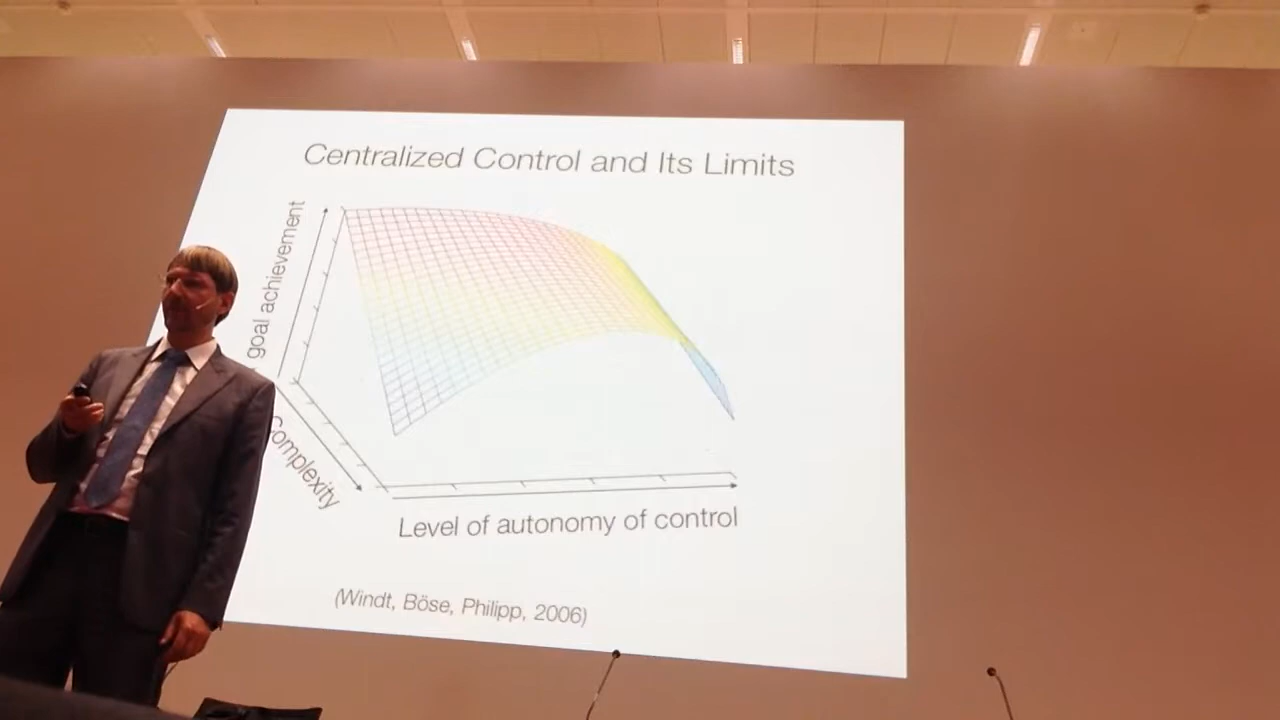 Centralized Control and Its Limits
goal achievement
Complexity
Level of autonomy of control
(Windt, Böse, Philipp, 2006)